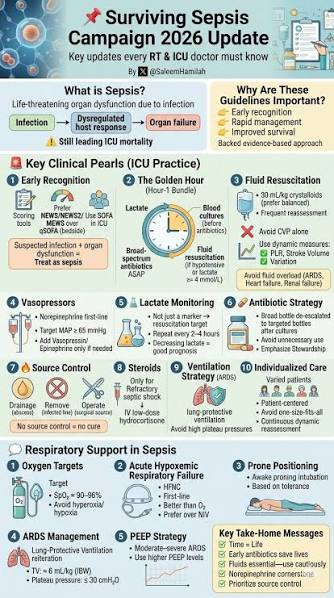 Surviving Sepsis
Campaign 2026 Update
Key updates every RT & ICU doctor must know
By X @SaleemHamilah
What is Sepsis?
Life-threatening organ dysfunction due to infection
Infection
Dysregulated
host response
Organ failure
Still leading ICU mortality
Why Are These
Guidelines Important?
Early recognition
Rapid management
Improved survival
Backed evidence-based approach
Key Clinical Pearls (ICU Practice)
1 Early Recognition
Scoring
tools
Prefer
NEWS/NEWS2/
MEWS over
qSOFA (bedside)
Use SOFA
in ICU
Suspected infection + organ
dysfunction =
Treat as sepsis
2 The Golden Hour
(Hour-1 Bundle)
Lactate
Blood
cultures
(before
antibiotics)
Broad-
spectrum
antibiotics
ASAP
Fluid
resuscitation
(if hypotensive
or lactate
≥ 4 mmol/L)
3 Fluid Resuscitation
30 mL/kg crystalloids
(prefer balanced)
Frequent reassessment
Avoid CVP alone
Use dynamic measures:
PLR, Stroke Volume
Variation
Avoid fluid overload (ARDS,
Heart failure, Renal failure)
4 Vasopressors
Norepinephrine first-line
Target MAP ≥ 65 mmHg
Add Vasopressin/
Epinephrine only if needed
5 Lactate Monitoring
Not just a marker →
resuscitation target
Repeat every 2–4 hours
Decreasing lactate =
good prognosis
6 Antibiotic Strategy
Broad bottle de-escalated
to targeted bottles
after cultures
Avoid unnecessary use
Emphasize Stewardship
7 Source Control
Drainage
(abscess)
Remove
(infected line)
Operate
(surgical source)
No source control = no cure
8 Steroids
Only for
Refractory
septic shock
IV low-dose
hydrocortisone
9 Ventilation
Strategy (ARDS)
lung-protective
ventilation
Avoid high plateau pressures
10 Individualized Care
Varied patients
Patient-centered
Avoid one-size-fits-all
Continuous dynamic
reassessment
Respiratory Support in Sepsis
1 Oxygen Targets
O₂
Target
SpO₂ ≈ 90–96%
Avoid hyperoxia/
hypoxia
2 Acute Hypoxemic
Respiratory Failure
HFNC
First-line
Better than O₂
Prefer over NIV
3 Prone Positioning
Awake proning intubation
Based on tolerance
4 ARDS Management
Lung-Protective Ventilation
reiteration
TV: ≈ 6 mL/kg (IBW)
Plateau pressure: ≤ 30 cmH₂O
5 PEEP Strategy
Moderate–severe ARDS
Use higher PEEP levels
Key Take-Home Messages
Time = Life
Early antibiotics save lives
Fluids essential—use cautiously
Norepinephrine cornerstone
Prioritize source control